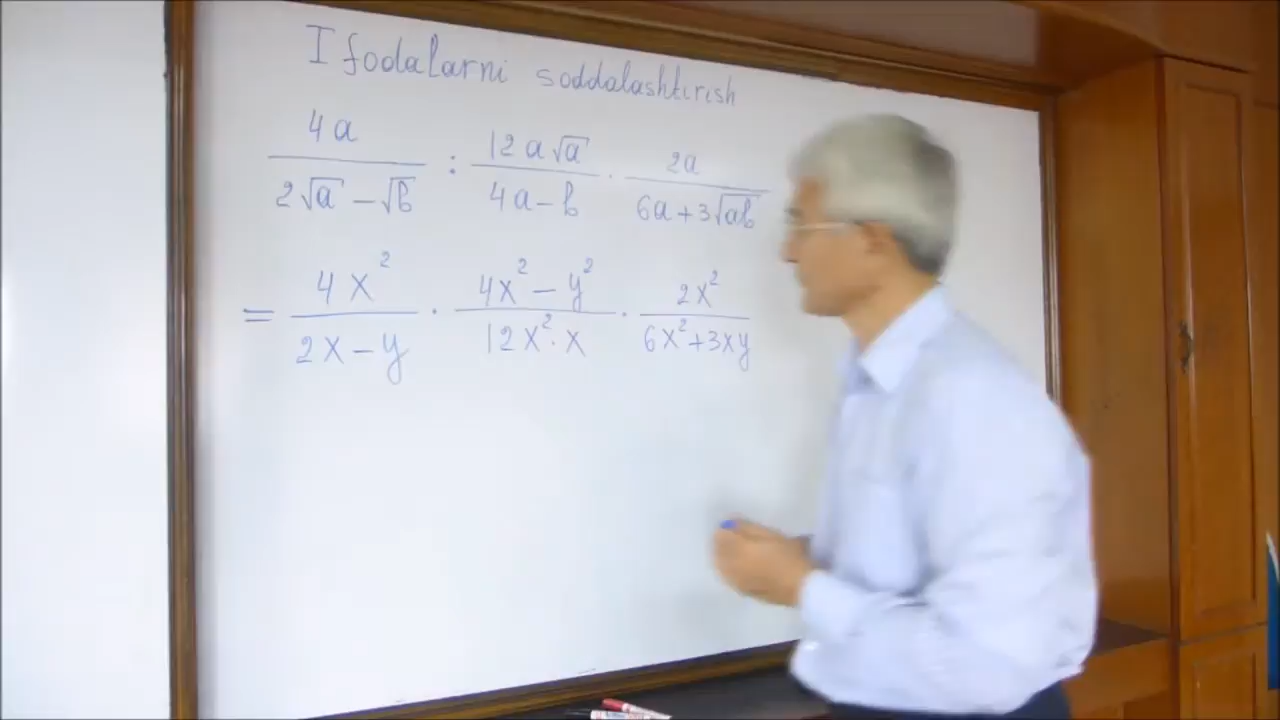 Ifodalarni soddalashtirish
4a / (2√a − √b) : 12a√a / (4a − b) · 2a / (6a + 3√ab)
= 4x² / (2x − y) · (4x² − y²) / (12x² · x) · 2x² / (6x² + 3xy)